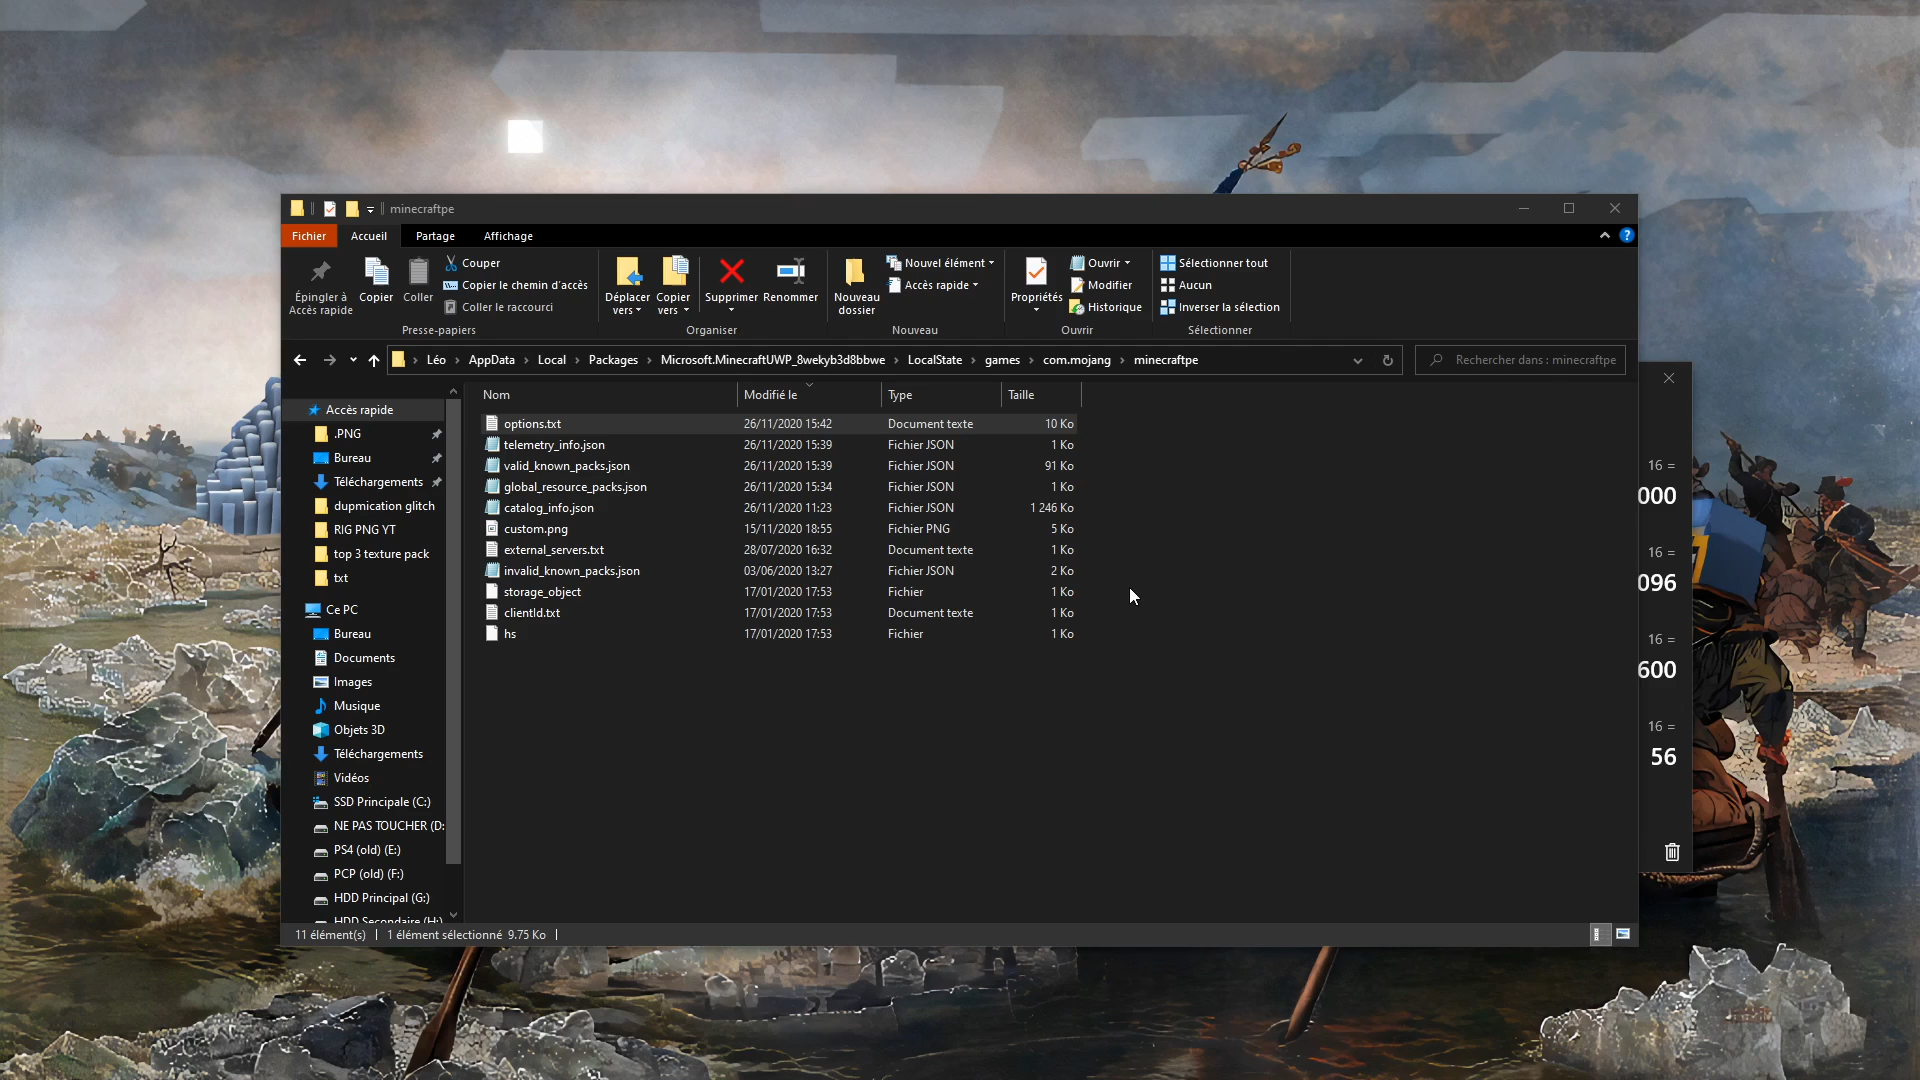 minecraftpe
Fichier Accueil Partage Affichage
Épingler à Accès rapide
Copier
Coller
Couper
Copier le chemin d'accès
Coller le raccourci
Presse-papiers
Déplacer vers
Copier vers
Supprimer
Renommer
Organiser
Nouveau dossier
Nouvel élément
Accès rapide
Nouveau
Propriétés
Ouvrir
Modifier
Historique
Ouvrir
Sélectionner tout
Aucun
Inverser la sélection
Sélectionner
Léo AppData Local Packages Microsoft.MinecraftUWP_8wekyb3d8bbwe LocalState games com.mojang minecraftpe
Rechercher dans : minecraftpe
Accès rapide
.PNG
Bureau
Téléchargements
dupmication glitch
RIG PNG YT
top 3 texture pack
txt
Ce PC
Bureau
Documents
Images
Musique
Objets 3D
Téléchargements
Vidéos
SSD Principale (C:)
NE PAS TOUCHER (D:
PS4 (old) (E:)
PCP (old) (F:)
HDD Principal (G:)
HDD Secondaire (H:)
Nom Modifié le Type Taille
options.txt 26/11/2020 15:42 Document texte 10 Ko
telemetry_info.json 26/11/2020 15:39 Fichier JSON 1 Ko
valid_known_packs.json 26/11/2020 15:39 Fichier JSON 91 Ko
global_resource_packs.json 26/11/2020 15:34 Fichier JSON 1 Ko
catalog_info.json 26/11/2020 11:23 Fichier JSON 1 246 Ko
custom.png 15/11/2020 18:55 Fichier PNG 5 Ko
external_servers.txt 28/07/2020 16:32 Document texte 1 Ko
invalid_known_packs.json 03/06/2020 13:27 Fichier JSON 2 Ko
storage_object 17/01/2020 17:53 Fichier 1 Ko
clientId.txt 17/01/2020 17:53 Document texte 1 Ko
hs 17/01/2020 17:53 Fichier 1 Ko
11 élément(s) 1 élément sélectionné 9.75 Ko
16 =
000
16 =
096
16 =
600
16 =
56